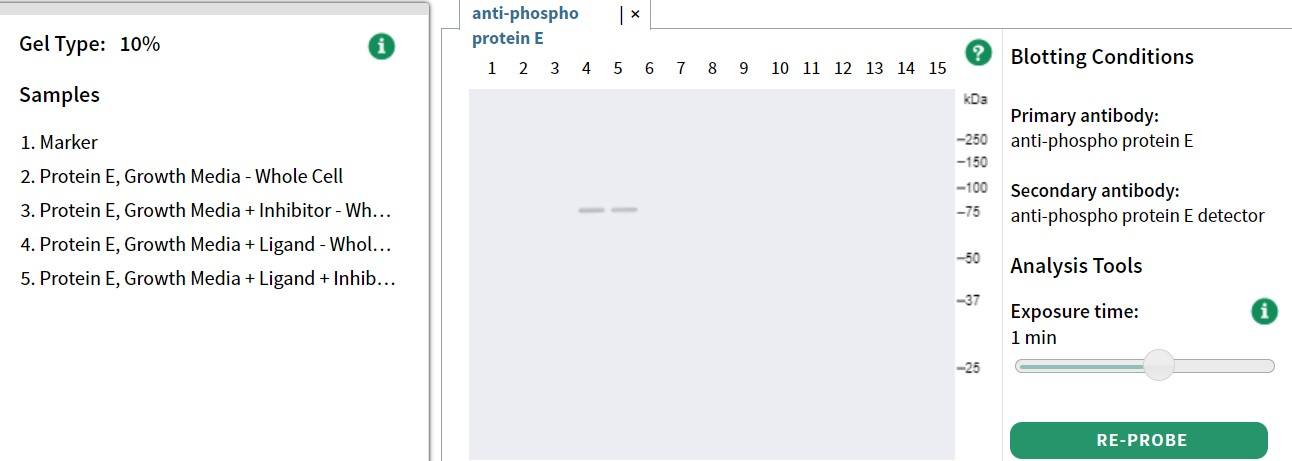 Gel Type: 10%
Samples
1. Marker
2. Protein E, Growth Media - Whole Cell
3. Protein E, Growth Media + Inhibitor - Wh...
4. Protein E, Growth Media + Ligand - Whol...
5. Protein E, Growth Media + Ligand + Inhib...
anti-phospho
protein E
| ×
1 2 3 4 5 6 7 8 9 10 11 12 13 14 15
kDa
–250
–150
–100
–75
–50
–37
–25
Blotting Conditions
Primary antibody:
anti-phospho protein E
Secondary antibody:
anti-phospho protein E detector
Analysis Tools
Exposure time:
1 min
RE-PROBE